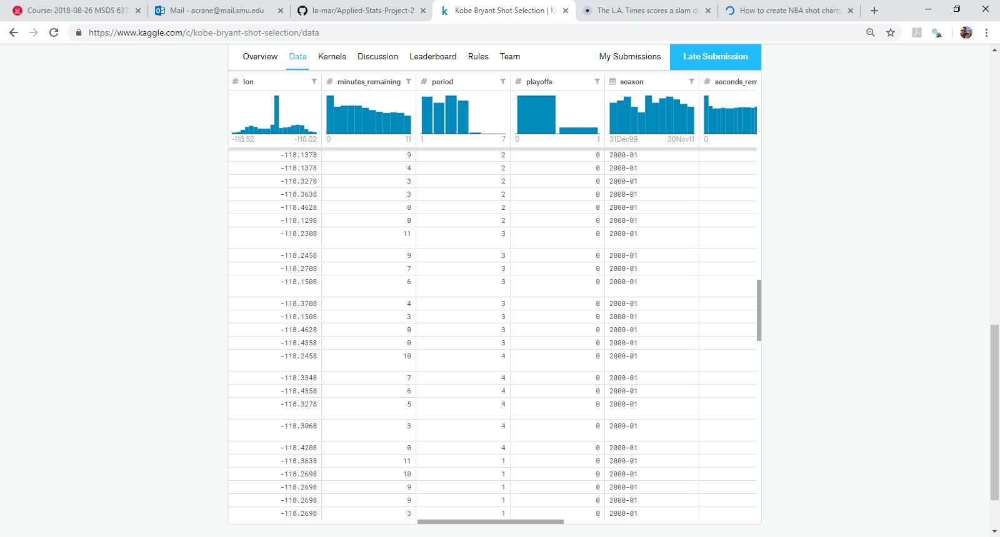 Course: 2018-08-26 MSDS 637 Mail - acrane@mail.smu.edu la-mar/Applied-Stats-Project-2 Kobe Bryant Shot Selection | Ka The L.A. Times scores a slam du How to create NBA shot charts
https://www.kaggle.com/c/kobe-bryant-shot-selection/data
Overview Data Kernels Discussion Leaderboard Rules Team My Submissions Late Submission
# lon # minutes_remaining # period # playoffs season # seconds_rem
-118.52 -118.02 0 11 1 7 0 1 31Dec99 30Nov11 0
-118.1378 9 2 0 2000-01
-118.1378 4 2 0 2000-01
-118.3278 3 2 0 2000-01
-118.3638 3 2 0 2000-01
-118.4628 0 2 0 2000-01
-118.1298 0 2 0 2000-01
-118.2308 11 3 0 2000-01
-118.2458 9 3 0 2000-01
-118.2708 7 3 0 2000-01
-118.1508 6 3 0 2000-01
-118.3708 4 3 0 2000-01
-118.1508 3 3 0 2000-01
-118.4628 0 3 0 2000-01
-118.4358 0 3 0 2000-01
-118.2458 10 4 0 2000-01
-118.3348 7 4 0 2000-01
-118.4358 6 4 0 2000-01
-118.3278 5 4 0 2000-01
-118.3068 3 4 0 2000-01
-118.4208 0 4 0 2000-01
-118.3638 11 1 0 2000-01
-118.2698 10 1 0 2000-01
-118.2698 9 1 0 2000-01
-118.2698 9 1 0 2000-01
-118.2698 3 1 0 2000-01